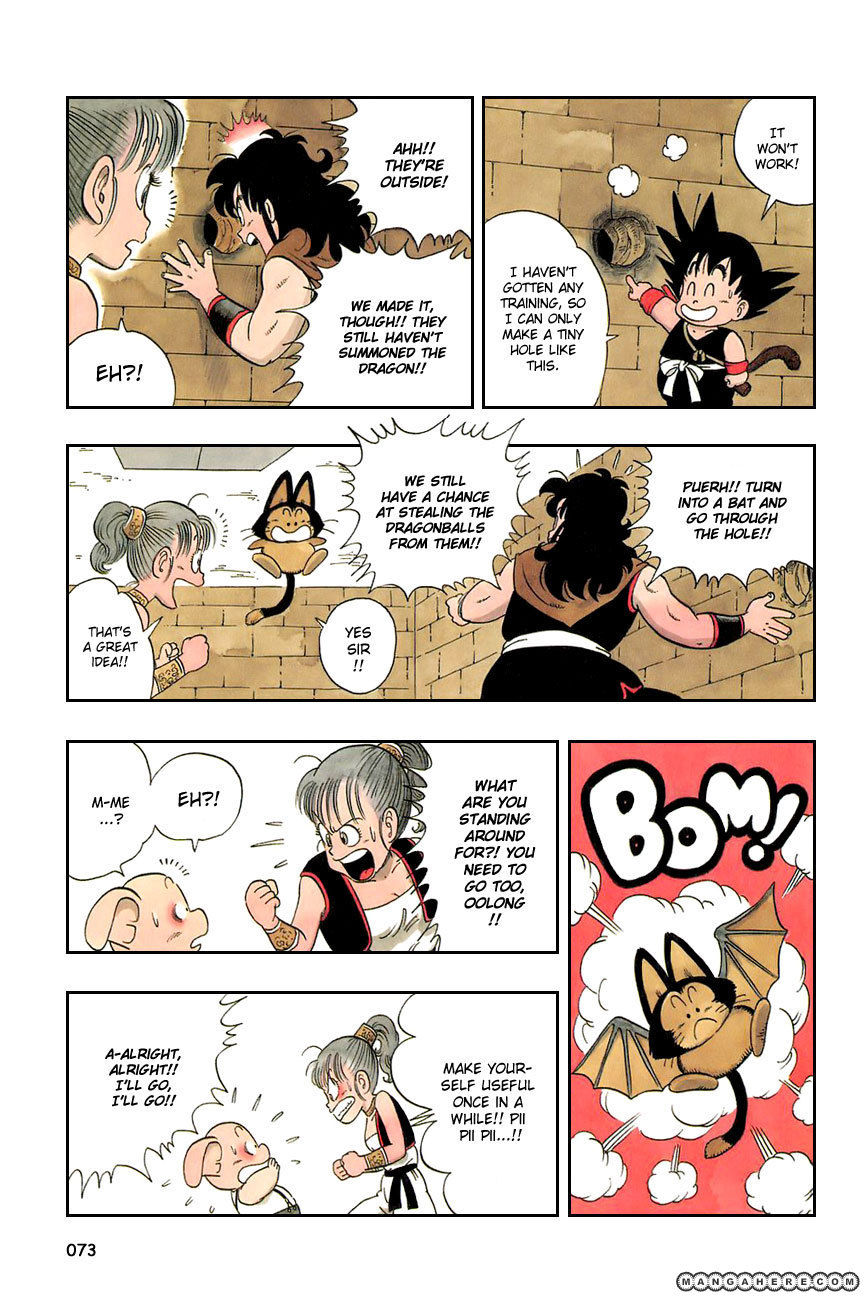 IT
WON'T
WORK!
I HAVEN'T
GOTTEN ANY
TRAINING, SO
I CAN ONLY
MAKE A TINY
HOLE LIKE
THIS.
AHH!!
THEY'RE
OUTSIDE!
WE MADE IT,
THOUGH!! THEY
STILL HAVEN'T
SUMMONED THE
DRAGON!!
EH?!
PUERH!! TURN
INTO A BAT AND
GO THROUGH
THE HOLE!!
WE STILL
HAVE A CHANCE
AT STEALING THE
DRAGONBALLS
FROM THEM!!
YES
SIR
!!
THAT'S
A GREAT
IDEA!!
BOM!
WHAT
ARE YOU
STANDING
AROUND
FOR?! YOU
NEED TO
GO TOO,
OOLONG
!!
EH?!
M-ME
...?
MAKE YOUR-
SELF USEFUL
ONCE IN A
WHILE!! PII
PII PII...!!
A-ALRIGHT,
ALRIGHT!!
I'LL GO,
I'LL GO!!
073
MANGAHERE.COM